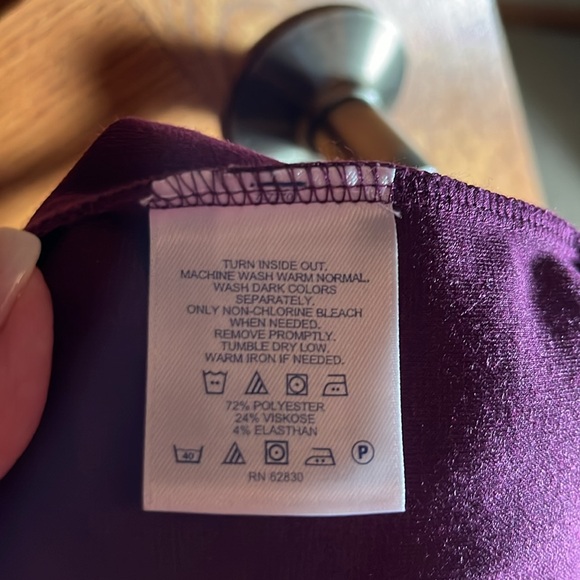 TURN INSIDE OUT.
MACHINE WASH WARM NORMAL.
WASH DARK COLORS
SEPARATELY.
ONLY NON-CHLORINE BLEACH
WHEN NEEDED.
REMOVE PROMPTLY.
TUMBLE DRY LOW.
WARM IRON IF NEEDED.
72% POLYESTER
24% VISKOSE
4% ELASTHAN
40 P
RN 62830